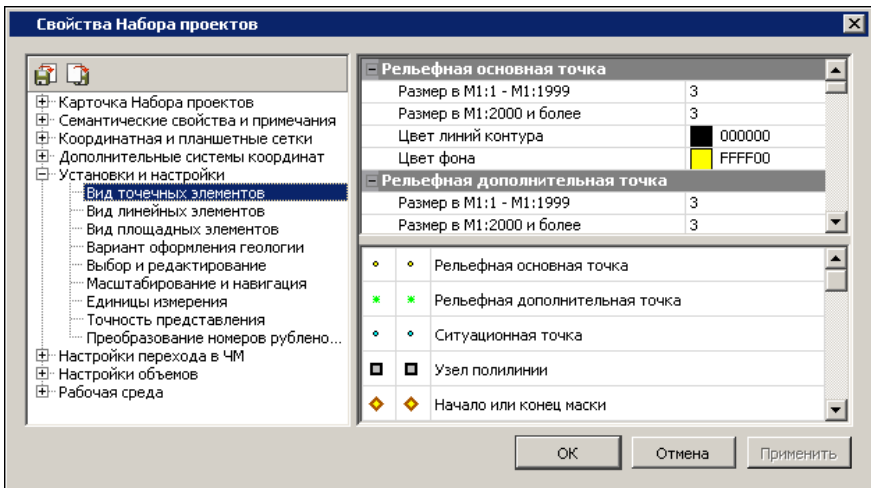 Свойства Набора проектов
Карточка Набора проектов
Семантические свойства и примечания
Координатная и планшетные сетки
Дополнительные системы координат
Установки и настройки
Вид точечных элементов
Вид линейных элементов
Вид площадных элементов
Вариант оформления геологии
Выбор и редактирование
Масштабирование и навигация
Единицы измерения
Точность представления
Преобразование номеров рублено...
Настройки перехода в ЧМ
Настройки объемов
Рабочая среда
Рельефная основная точка
Размер в М1:1 - М1:1999 3
Размер в М1:2000 и более 3
Цвет линий контура 000000
Цвет фона FFFF00
Рельефная дополнительная точка
Размер в М1:1 - М1:1999 3
Размер в М1:2000 и более 3
Рельефная основная точка
Рельефная дополнительная точка
Ситуационная точка
Узел полилинии
Начало или конец маски
ОК
Отмена
Применить